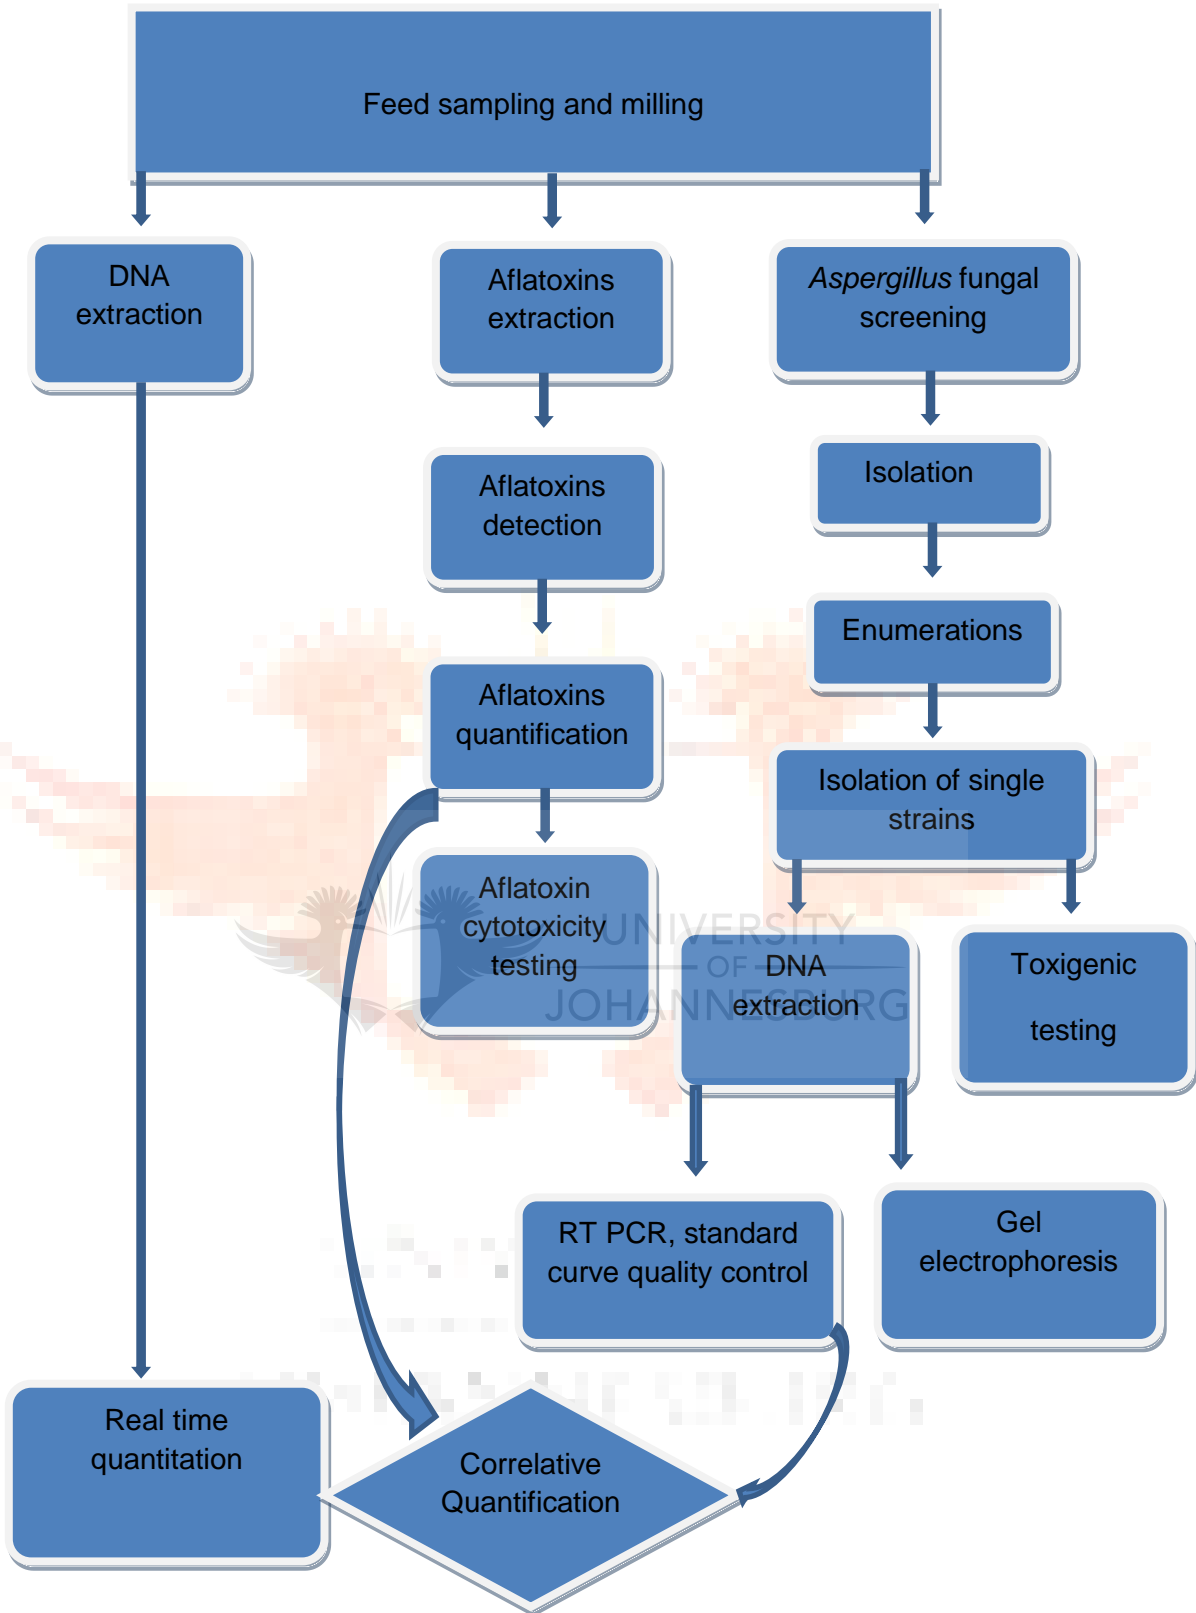 Feed sampling and milling
DNA
extraction
Aflatoxins
extraction
Aspergillus fungal
screening
Aflatoxins
detection
Isolation
Enumerations
Aflatoxins
quantification
Isolation of single
strains
Aflatoxin
cytotoxicity
testing
UNIVERSITY
OF
JOHANNESBURG
DNA
extraction
Toxigenic
testing
RT PCR, standard
curve quality control
Gel
electrophoresis
Real time
quantitation
Correlative
Quantification